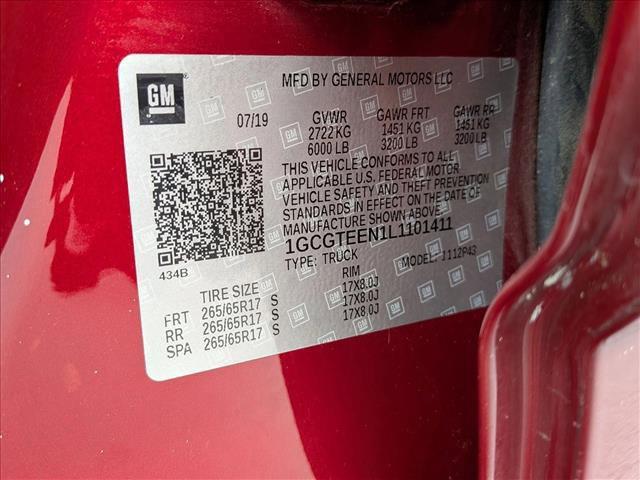 GM
MFD BY GENERAL MOTORS LLC
07/19 GVWR GAWR FRT GAWR RR
2722 KG 1451 KG 1451 KG
6000 LB 3200 LB 3200 LB
THIS VEHICLE CONFORMS TO ALL
APPLICABLE U.S. FEDERAL MOTOR
VEHICLE SAFETY AND THEFT PREVENTION
STANDARDS IN EFFECT ON THE DATE OF
MANUFACTURE SHOWN ABOVE.
1GCGTEEN1L1101411
434B TYPE: TRUCK MODEL: 1112P43
TIRE SIZE RIM
FRT 265/65R17 S 17X8.0J
RR 265/65R17 S 17X8.0J
SPA 265/65R17 S 17X8.0J